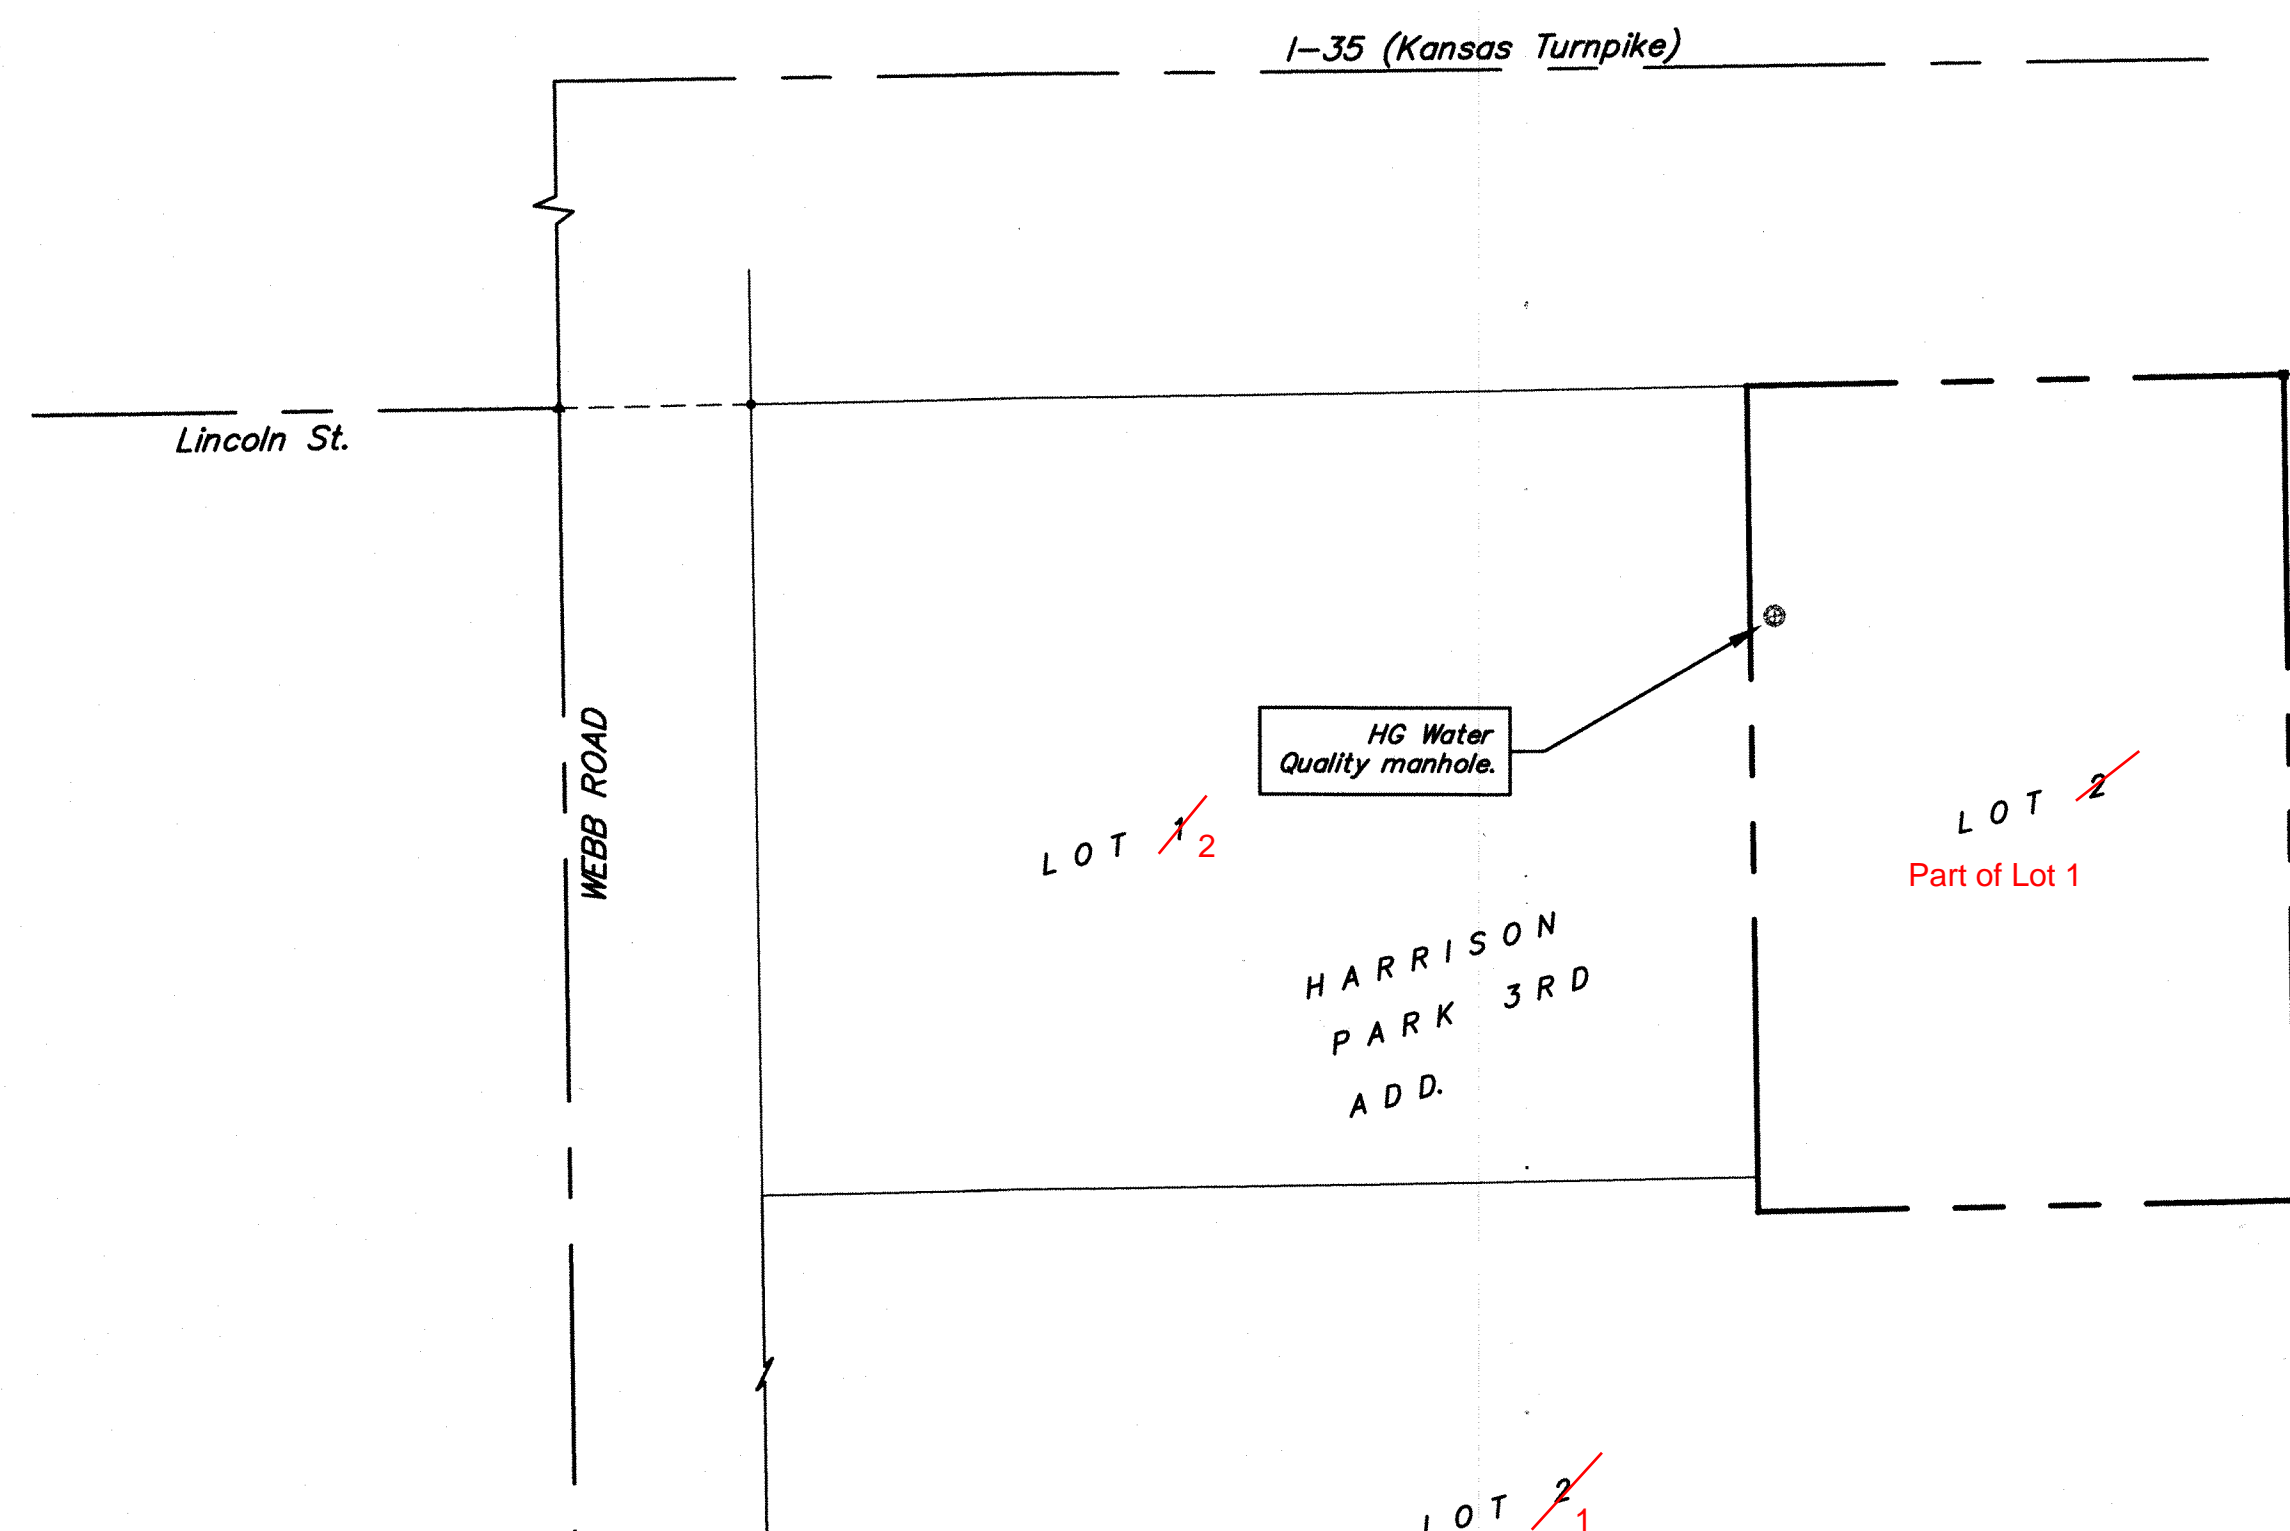 I-35 (Kansas Turnpike)
Lincoln St.
WEBB ROAD
HG Water
Quality manhole.
LOT 1
2
LOT 2
Part of Lot 1
HARRISON
PARK 3RD
ADD.
LOT 2
1